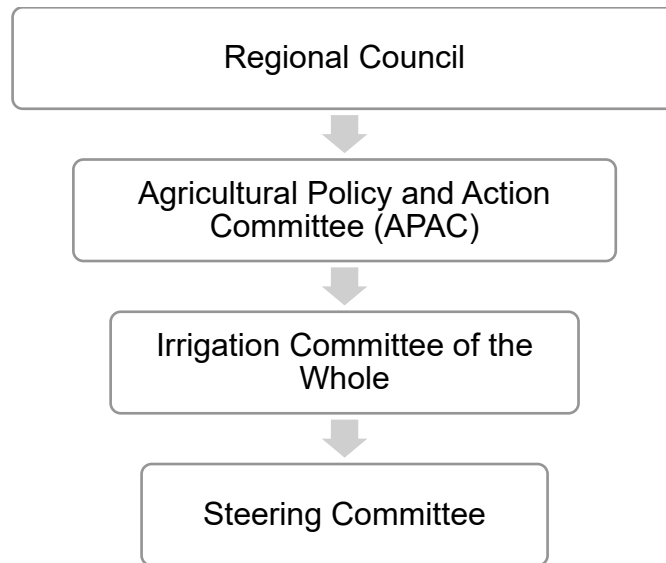 Regional Council
Agricultural Policy and Action
Committee (APAC)
Irrigation Committee of the
Whole
Steering Committee